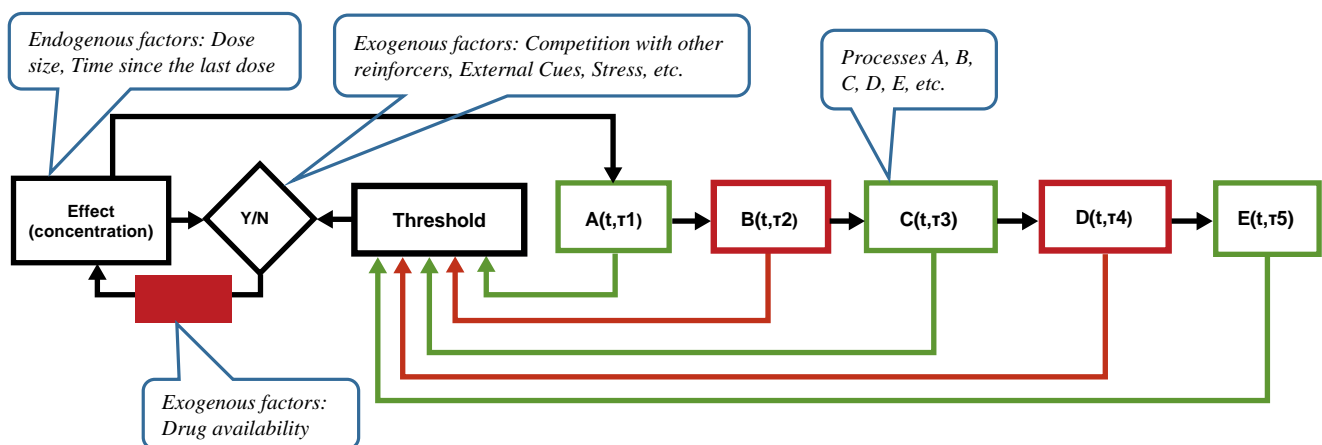 Endogenous factors: Dose
size, Time since the last dose
Exogenous factors: Competition with other
reinforcers, External Cues, Stress, etc.
Processes A, B,
C, D, E, etc.
Effect
(concentration)
Y/N
Threshold
A(t,τ1)
B(t,τ2)
C(t,τ3)
D(t,τ4)
E(t,τ5)
Exogenous factors:
Drug availability